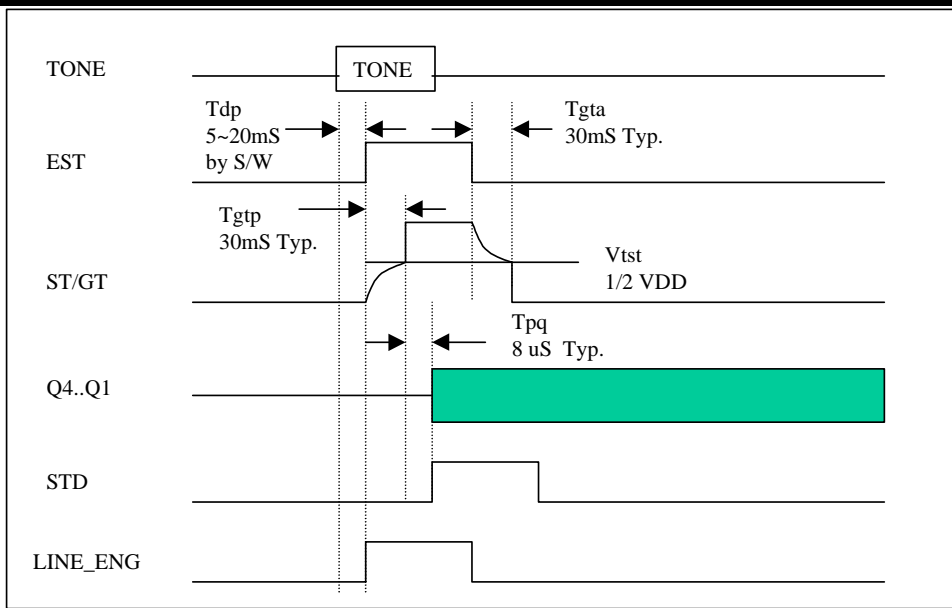 TONE
TONE
Tdp
5~20mS
by S/W
Tgta
30mS Typ.
EST
Tgtp
30mS Typ.
Vtst
1/2 VDD
ST/GT
Tpq
8 uS Typ.
Q4..Q1
STD
LINE_ENG